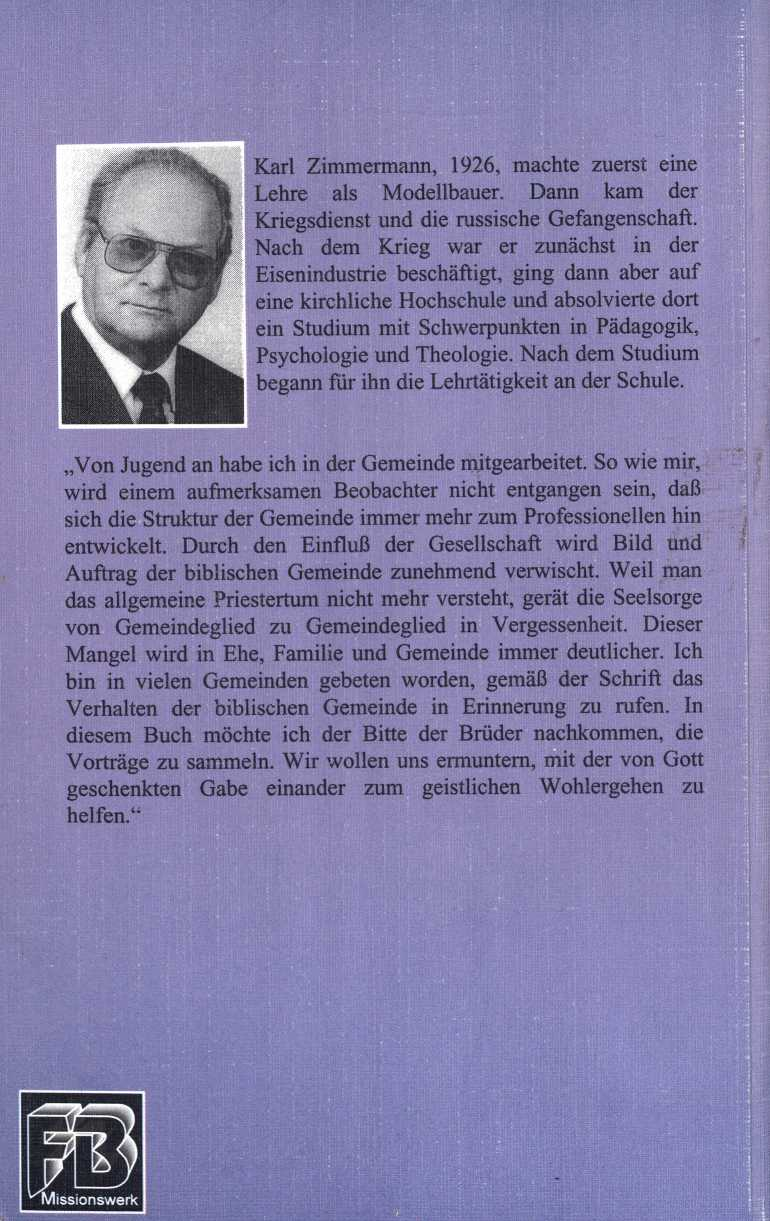 Karl Zimmermann, 1926, machte zuerst eine
Lehre als Modellbauer. Dann kam der
Kriegsdienst und die russische Gefangenschaft.
Nach dem Krieg war er zunächst in der
Eisenindustrie beschäftigt, ging dann aber auf
eine kirchliche Hochschule und absolvierte dort
ein Studium mit Schwerpunkten in Pädagogik,
Psychologie und Theologie. Nach dem Studium
begann für ihn die Lehrtätigkeit an der Schule.
„Von Jugend an habe ich in der Gemeinde mitgearbeitet. So wie mir,
wird einem aufmerksamen Beobachter nicht entgangen sein, daß
sich die Struktur der Gemeinde immer mehr zum Professionellen hin
entwickelt. Durch den Einfluß der Gesellschaft wird Bild und
Auftrag der biblischen Gemeinde zunehmend verwischt. Weil man
das allgemeine Priestertum nicht mehr versteht, gerät die Seelsorge
von Gemeindeglied zu Gemeindeglied in Vergessenheit. Dieser
Mangel wird in Ehe, Familie und Gemeinde immer deutlicher. Ich
bin in vielen Gemeinden gebeten worden, gemäß der Schrift das
Verhalten der biblischen Gemeinde in Erinnerung zu rufen. In
diesem Buch möchte ich der Bitte der Brüder nachkommen, die
Vorträge zu sammeln. Wir wollen uns ermuntern, mit der von Gott
geschenkten Gabe einander zum geistlichen Wohlergehen zu
helfen.“
FB
Missionswerk